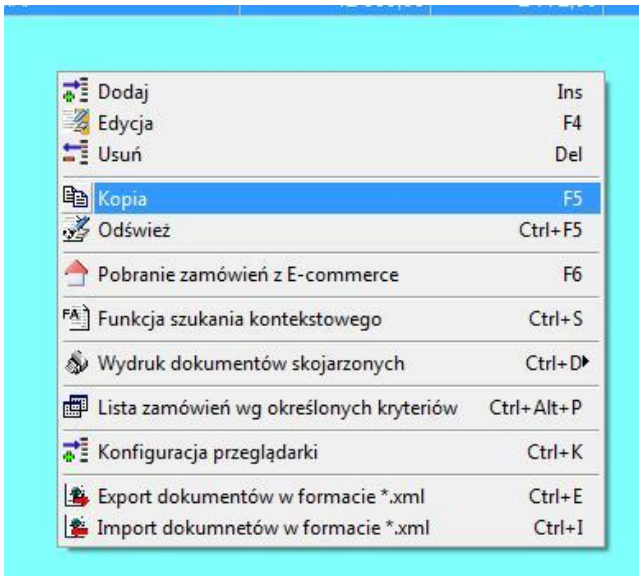 Dodaj Ins
Edycja F4
Usuń Del
Kopia F5
Odśwież Ctrl+F5
Pobranie zamówień z E-commerce F6
Funkcja szukania kontekstowego Ctrl+S
Wydruk dokumentów skojarzonych Ctrl+D
Lista zamówień wg określonych kryteriów Ctrl+Alt+P
Konfiguracja przeglądarki Ctrl+K
Export dokumentów w formacie *.xml Ctrl+E
Import dokumnetów w formacie *.xml Ctrl+I